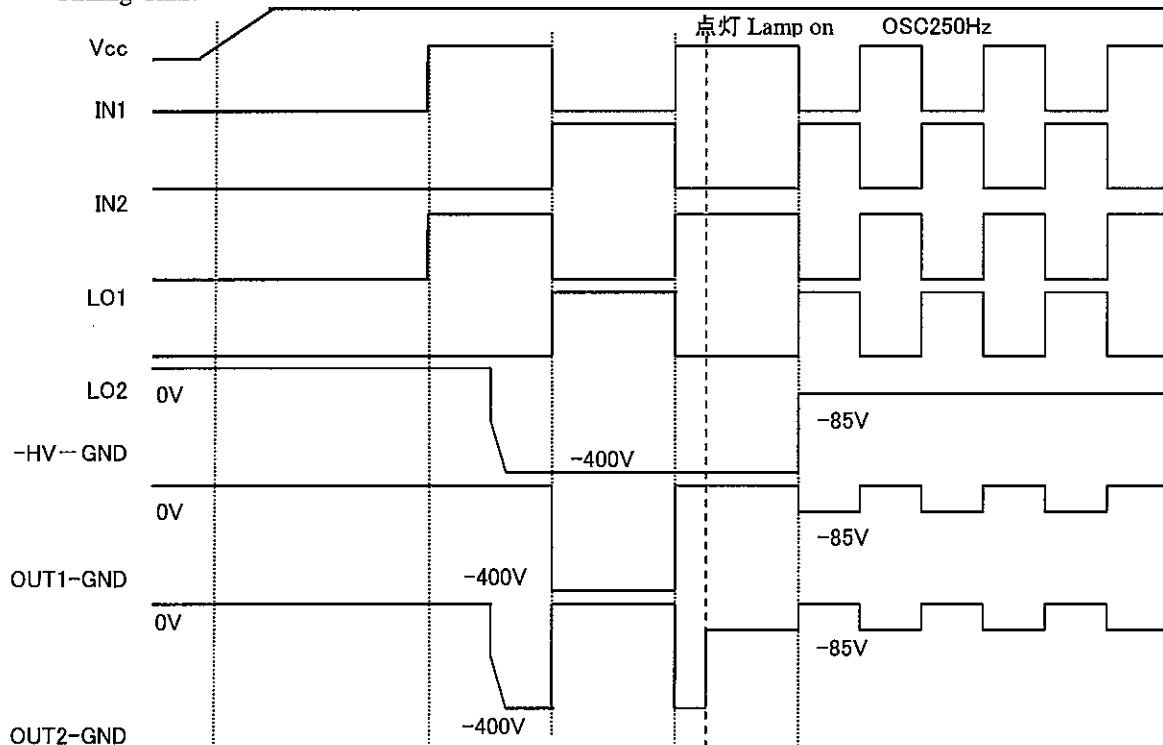 点灯 Lamp on OSC250Hz
Vcc
IN1
IN2
LO1
LO2 0V
-85V
-HV-GND -400V
0V
-85V
OUT1-GND -400V
0V
-85V
-400V
OUT2-GND